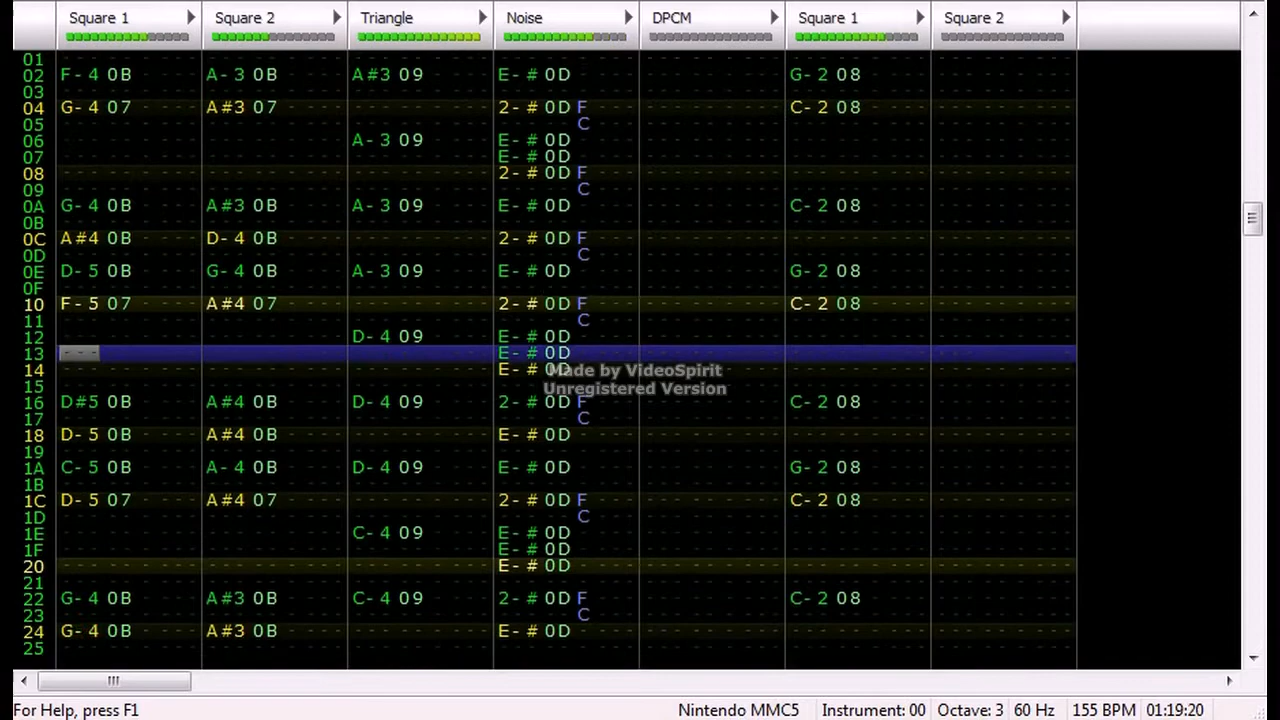 Square 1 Square 2 Triangle Noise DPCM Square 1 Square 2
01
02 F- 4 0B A- 3 0B A#3 09 E- # 0D G- 2 08
03
04 G- 4 07 A#3 07 2- # 0D F C- 2 08
05 C
06 A- 3 09 E- # 0D
07 E- # 0D
08 2- # 0D F
09 C
0A G- 4 0B A#3 0B A- 3 09 E- # 0D C- 2 08
0B
0C A#4 0B D- 4 0B 2- # 0D F
0D C
0E D- 5 0B G- 4 0B A- 3 09 E- # 0D G- 2 08
0F
10 F- 5 07 A#4 07 2- # 0D F C- 2 08
11 C
12 D- 4 09 E- # 0D
13 - - - E- # 0D
14 E- # 0D
Made by VideoSpirit
15
Unregistered Version
16 D#5 0B A#4 0B D- 4 09 2- # 0D F C- 2 08
17 C
18 D- 5 0B A#4 0B E- # 0D
19
1A C- 5 0B A- 4 0B D- 4 09 E- # 0D G- 2 08
1B
1C D- 5 07 A#4 07 2- # 0D F C- 2 08
1D C
1E C- 4 09 E- # 0D
1F E- # 0D
20 E- # 0D
21
22 G- 4 0B A#3 0B C- 4 09 2- # 0D F C- 2 08
23 C
24 G- 4 0B A#3 0B E- # 0D
25
For Help, press F1 Nintendo MMC5 Instrument: 00 Octave: 3 60 Hz 155 BPM 01:19:20